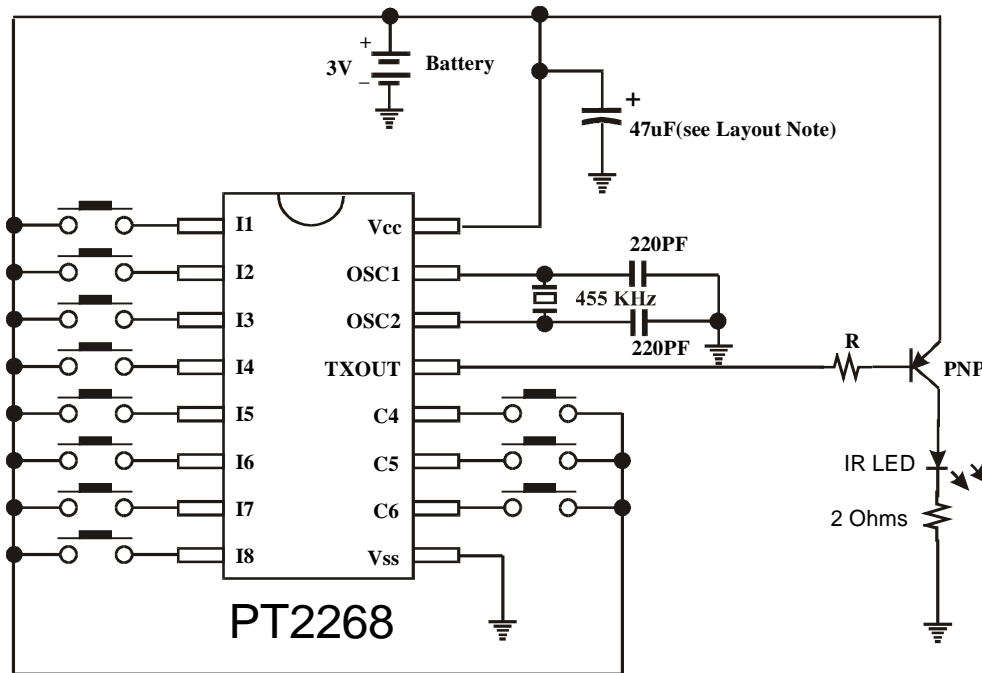 +
3V
Battery
–
+
47uF(see Layout Note)
I1
Vcc
220PF
I2
OSC1
455 KHz
I3
OSC2
220PF
I4
TXOUT
R
PNP
I5
C4
I6
C5
IR LED
I7
C6
2 Ohms
I8
Vss
PT2268